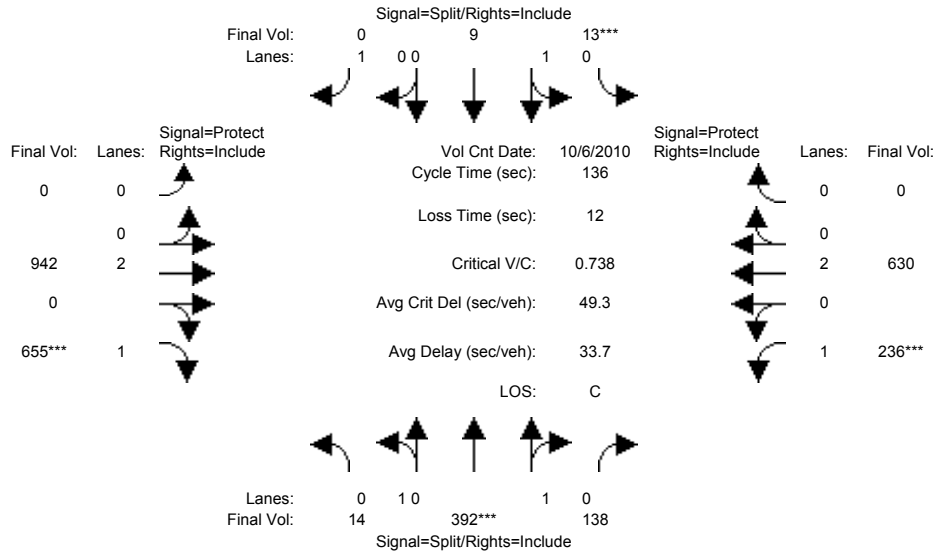 Signal=Split/Rights=Include
Final Vol: 0 9 13***
Lanes: 1 0 0 1 0
Signal=Protect Signal=Protect
Final Vol: Lanes: Rights=Include Vol Cnt Date: 10/6/2010 Rights=Include Lanes: Final Vol:
Cycle Time (sec): 136
0 0 0 0
Loss Time (sec): 12
0 0
942 2 Critical V/C: 0.738 2 630
0 Avg Crit Del (sec/veh): 49.3 0
655*** 1 Avg Delay (sec/veh): 33.7 1 236***
LOS: C
Lanes: 0 1 0 1 0
Final Vol: 14 392*** 138
Signal=Split/Rights=Include